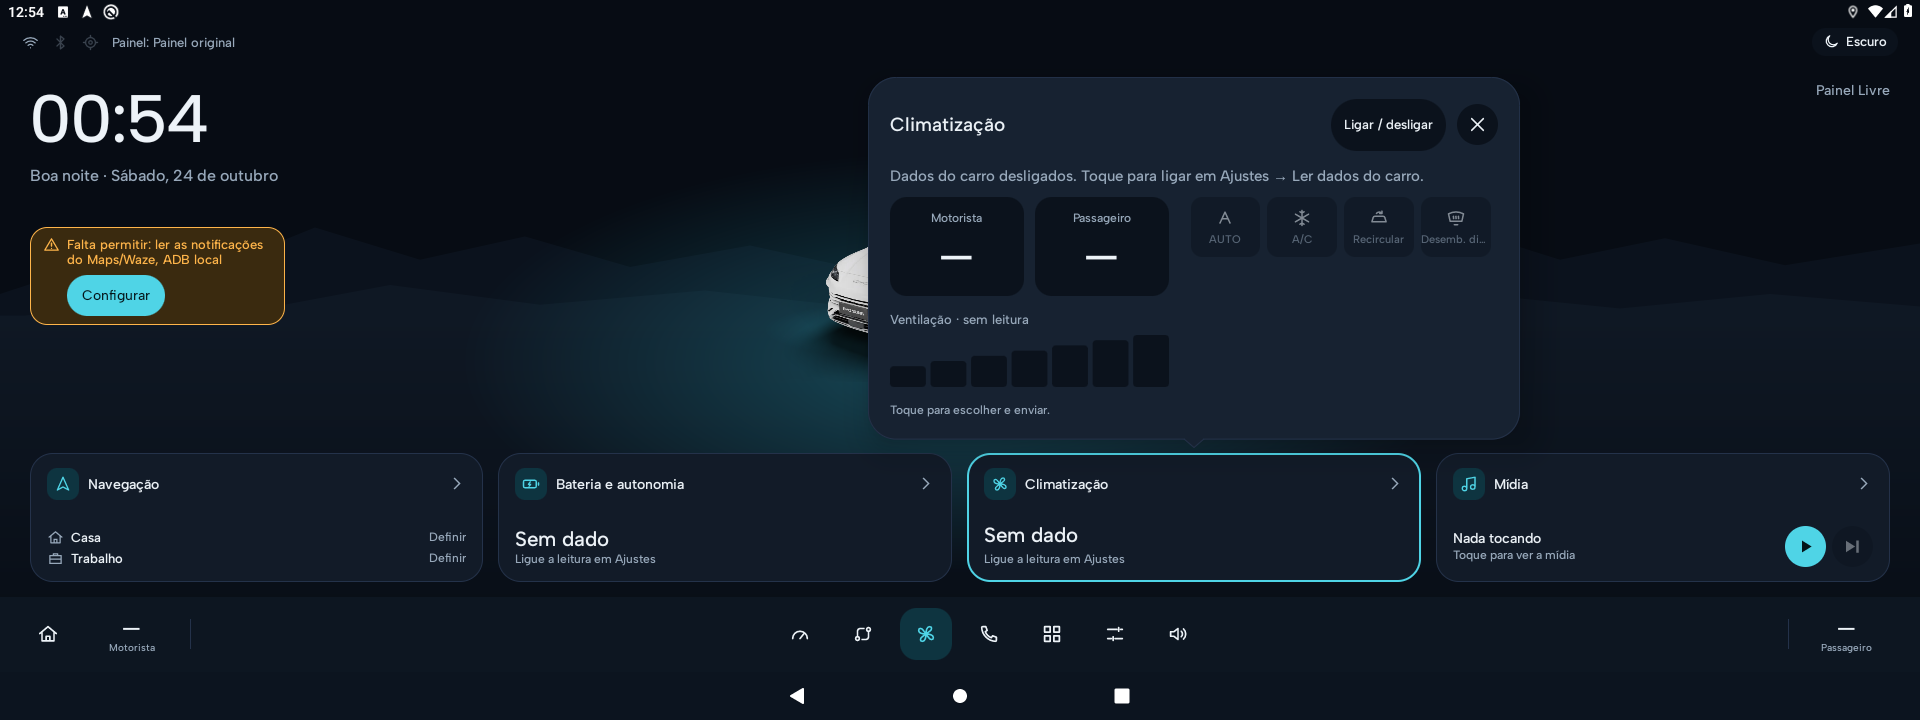 12:54
Painel: Painel original
Escuro
00:54
Boa noite · Sábado, 24 de outubro
Painel Livre
Falta permitir: ler as notificações
do Maps/Waze, ADB local
Configurar
Climatização
Ligar / desligar
Dados do carro desligados. Toque para ligar em Ajustes → Ler dados do carro.
Motorista
—
Passageiro
—
AUTO
A/C
Recircular
Desemb. di...
Ventilação · sem leitura
Toque para escolher e enviar.
Navegação
Casa
Definir
Trabalho
Definir
Bateria e autonomia
Sem dado
Ligue a leitura em Ajustes
Climatização
Sem dado
Ligue a leitura em Ajustes
Mídia
Nada tocando
Toque para ver a mídia
—
Motorista
—
Passageiro